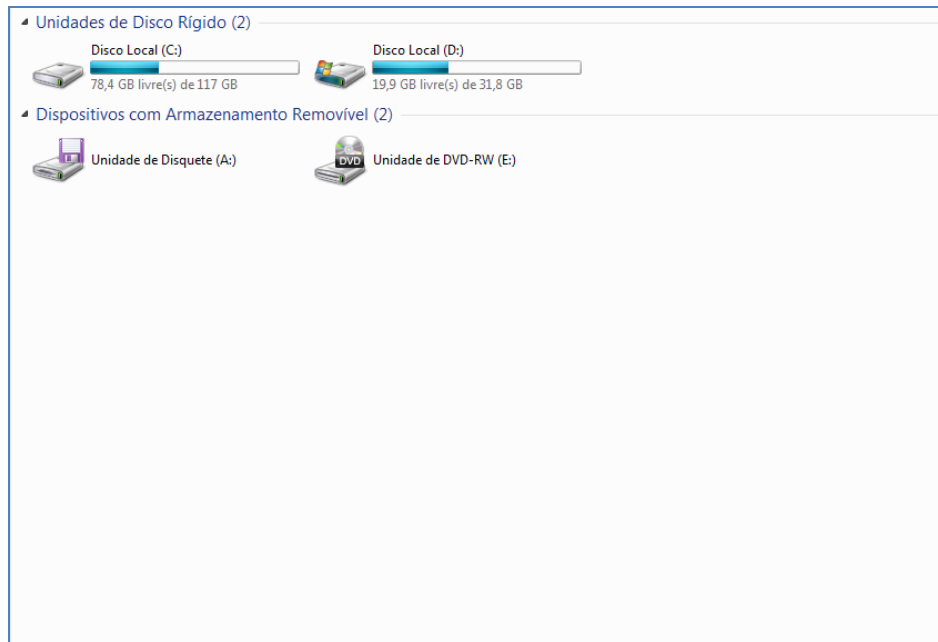 Unidades de Disco Rígido (2)
Disco Local (C:)
78,4 GB livre(s) de 117 GB
Disco Local (D:)
19,9 GB livre(s) de 31,8 GB
Dispositivos com Armazenamento Removível (2)
Unidade de Disquete (A:)
DVD
Unidade de DVD-RW (E:)